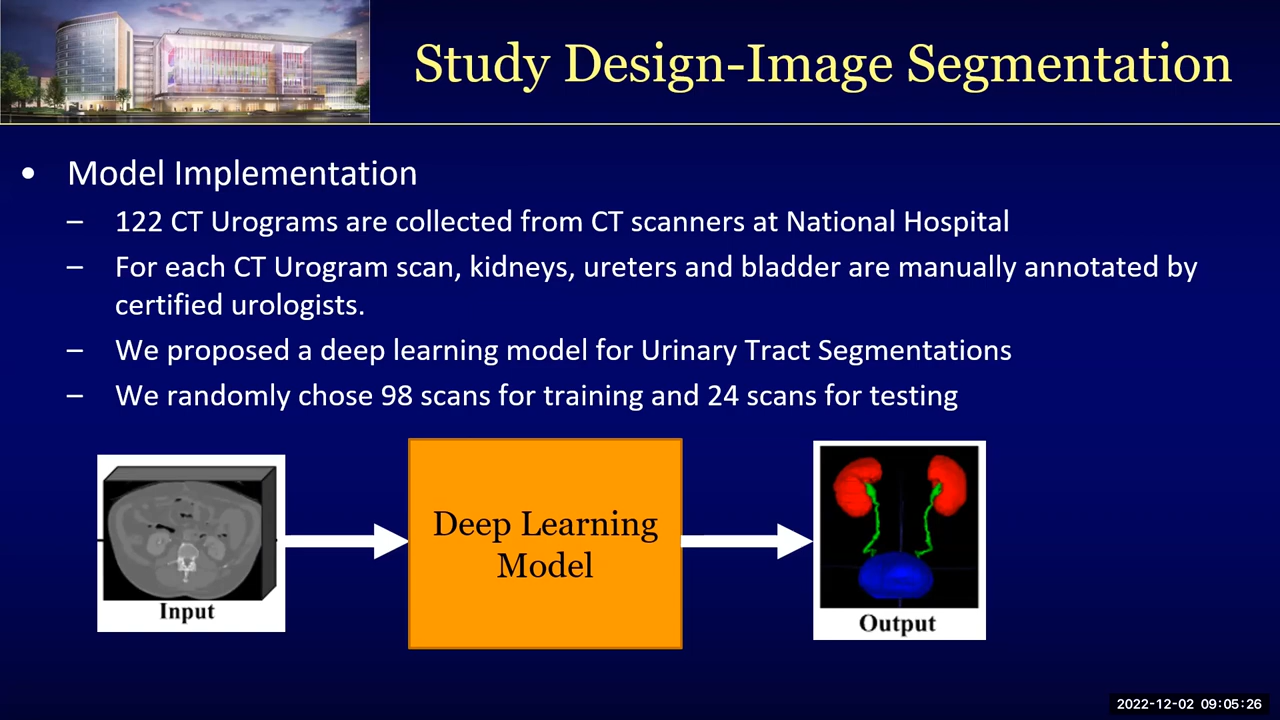 Study Design-Image Segmentation
• Model Implementation
– 122 CT Urograms are collected from CT scanners at National Hospital
– For each CT Urogram scan, kidneys, ureters and bladder are manually annotated by
certified urologists.
– We proposed a deep learning model for Urinary Tract Segmentations
– We randomly chose 98 scans for training and 24 scans for testing
Deep Learning
Model
Input
Output
2022-12-02 09:05:26